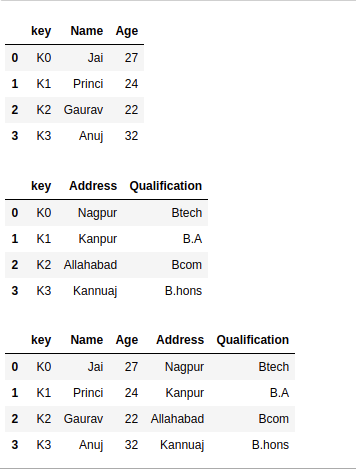 key Name Age
0 K0 Jai 27
1 K1 Princi 24
2 K2 Gaurav 22
3 K3 Anuj 32
key Address Qualification
0 K0 Nagpur Btech
1 K1 Kanpur B.A
2 K2 Allahabad Bcom
3 K3 Kannuaj B.hons
key Name Age Address Qualification
0 K0 Jai 27 Nagpur Btech
1 K1 Princi 24 Kanpur B.A
2 K2 Gaurav 22 Allahabad Bcom
3 K3 Anuj 32 Kannuaj B.hons